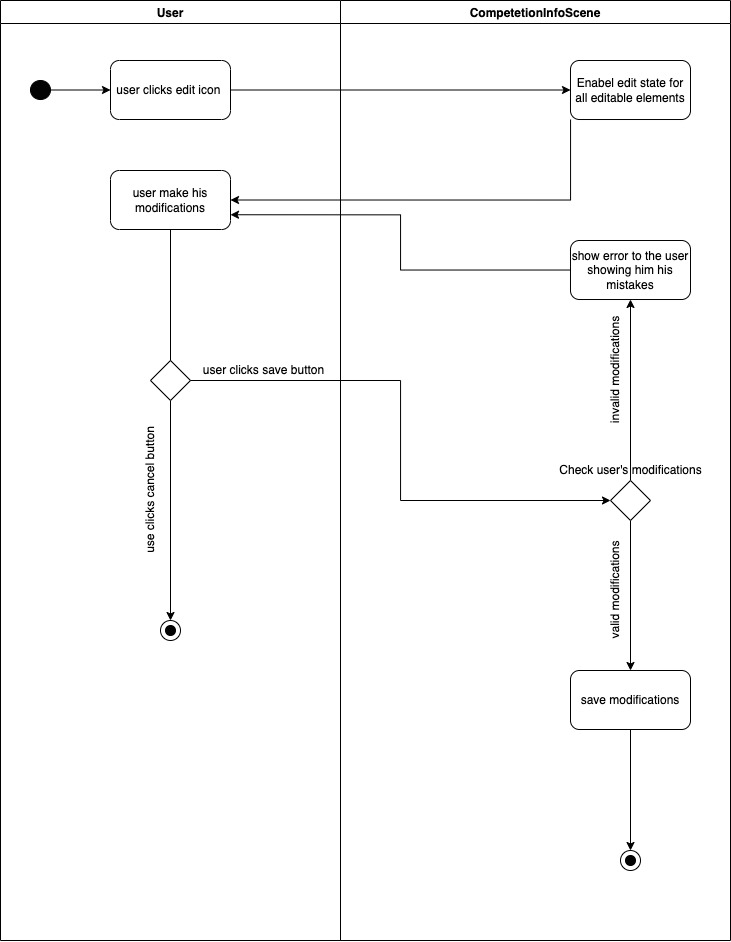 User
CompetetionInfoScene
user clicks edit icon
Enabel edit state for
all editable elements
user make his
modifications
show error to the user
showing him his
mistakes
invalid modifications
user clicks save button
use clicks cancel button
Check user's modifications
valid modifications
save modifications